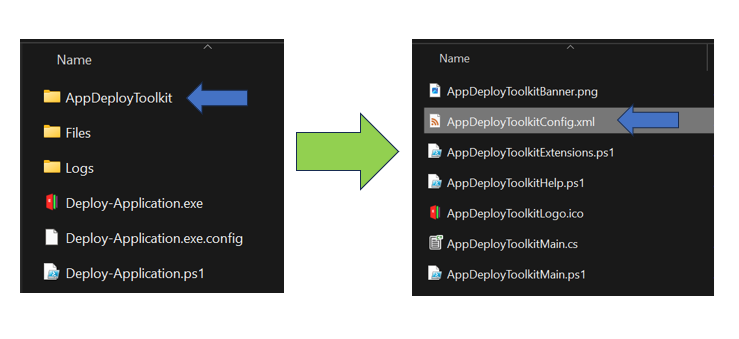 Name
AppDeployToolkit
Files
Logs
Deploy-Application.exe
Deploy-Application.exe.config
Deploy-Application.ps1
Name
AppDeployToolkitBanner.png
AppDeployToolkitConfig.xml
AppDeployToolkitExtensions.ps1
AppDeployToolkitHelp.ps1
AppDeployToolkitLogo.ico
AppDeployToolkitMain.cs
AppDeployToolkitMain.ps1